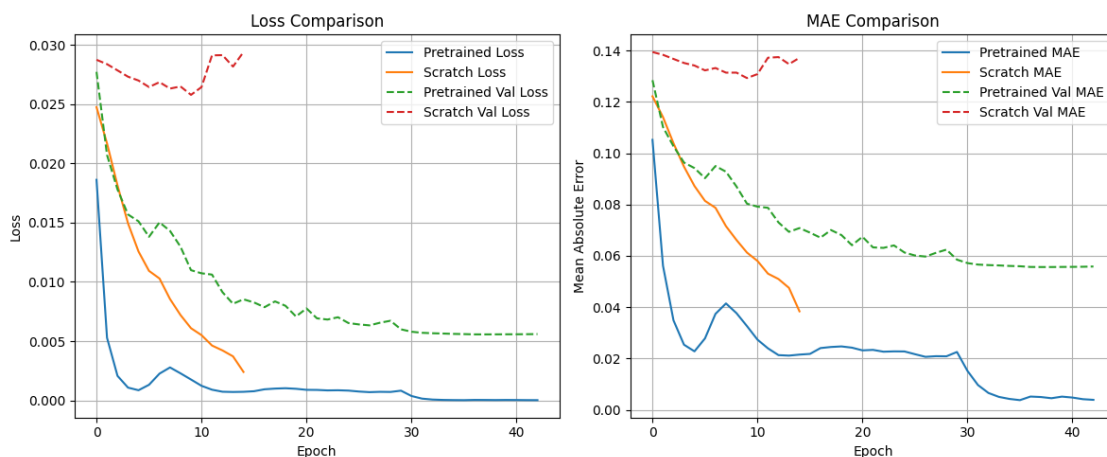 Loss Comparison
0.030
0.025
0.020
0.015
0.010
0.005
0.000
Loss
0 10 20 30 40
Epoch
Pretrained Loss
Scratch Loss
Pretrained Val Loss
Scratch Val Loss
MAE Comparison
0.14
0.12
0.10
0.08
0.06
0.04
0.02
0.00
Mean Absolute Error
0 10 20 30 40
Epoch
Pretrained MAE
Scratch MAE
Pretrained Val MAE
Scratch Val MAE